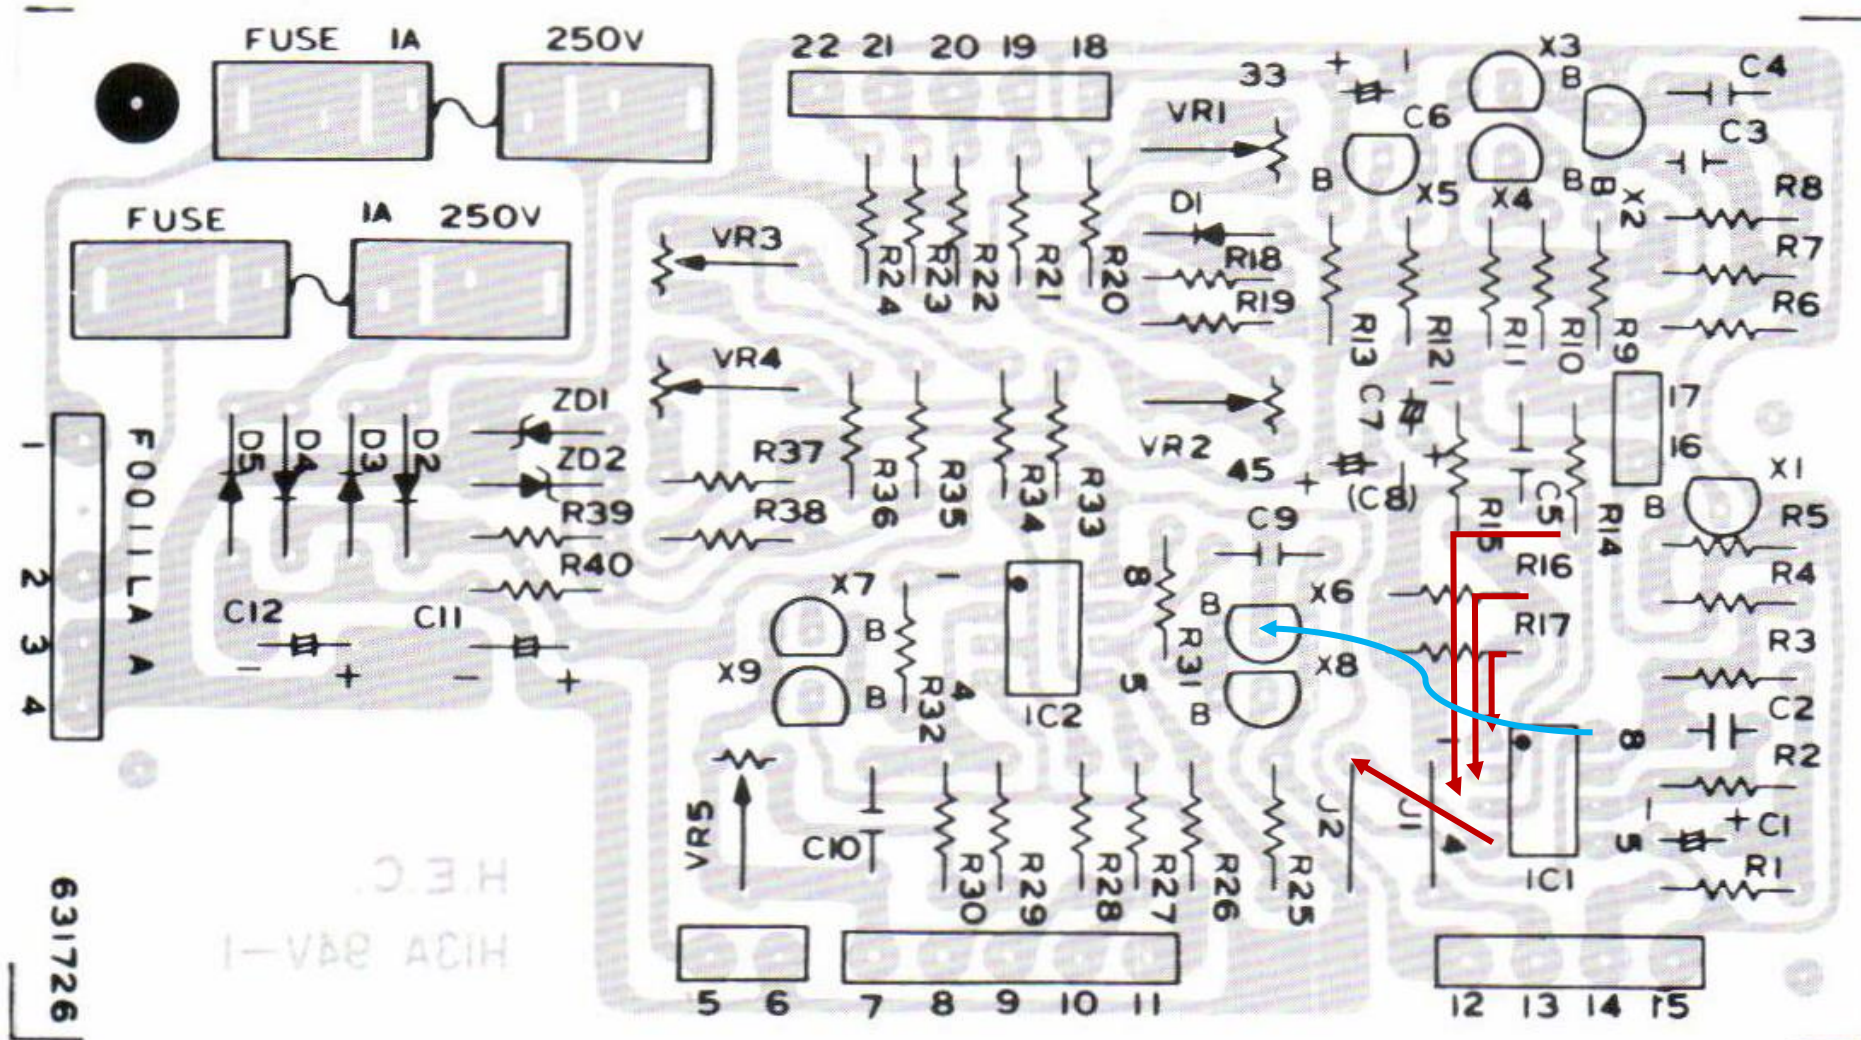 FUSE 1A 250V
22 21 20 19 18
33
+ -
X3
B
C4
VR1
C6
C3
FUSE 1A 250V
B
X5
X4
B
B
X2
R8
VR3
D1
R7
R24
R23
R22
R21
R20
R18
R19
R6
R13
R12
R11
R10
R9
VR4
ZD1
C7
17
16
1
F0011LA A
D5
D4
D3
D2
ZD2
R37
VR2
45
+
(C8)
+
X1
B
R39
R38
R36
R35
R34
R33
C9
R15
C5
R14
R5
R40
2
X7
1
8
B
X6
R16
R4
C12
C11
B
R17
R3
3
- +
- +
X9
B
R32
4
IC2
5
R31
X8
B
4
C2
1
8
R2
VR5
C10
J2
J1
4
5
- +
C1
H.E.C.
R30
R29
R28
R27
R26
R25
IC1
R1
631726
H13A 94V-1
5 6 7 8 9 10 11 12 13 14 15